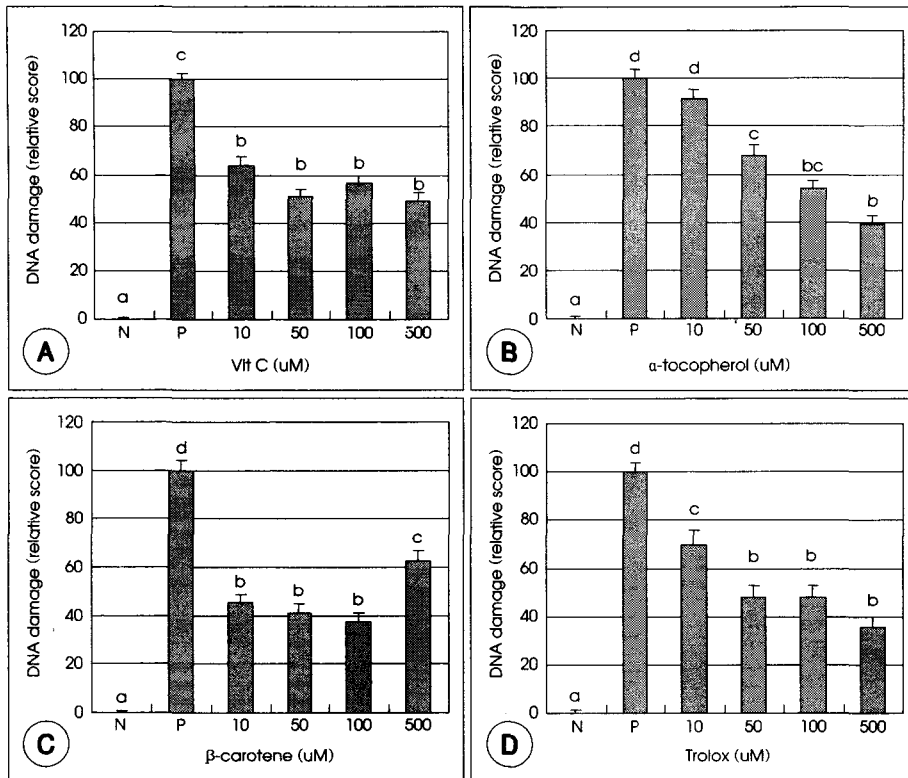 DNA damage (relative score)
120
100
80
60
40
20
0
a
c
b
b
b
b
N P 10 50 100 500
Vit C (uM)
A
DNA damage (relative score)
120
100
80
60
40
20
0
a
d
d
c
bc
b
N P 10 50 100 500
α-tocopherol (uM)
B
DNA damage (relative score)
120
100
80
60
40
20
0
a
d
b
b
b
c
N P 10 50 100 500
β-carotene (uM)
C
DNA damage (relative score)
120
100
80
60
40
20
0
a
d
c
b
b
b
N P 10 50 100 500
Trolox (uM)
D